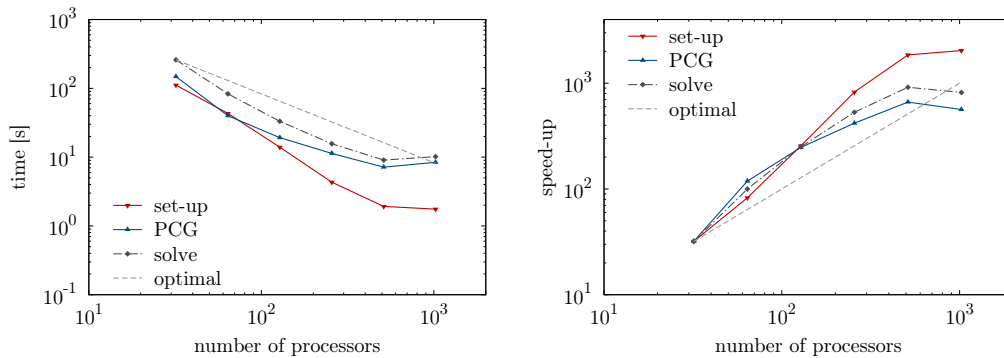 10^3
10^2
10^1
10^0
10^-1
time [s]
set-up
PCG
solve
optimal
10^1
10^2
10^3
number of processors
10^3
10^2
10^1
speed-up
set-up
PCG
solve
optimal
10^1
10^2
10^3
number of processors